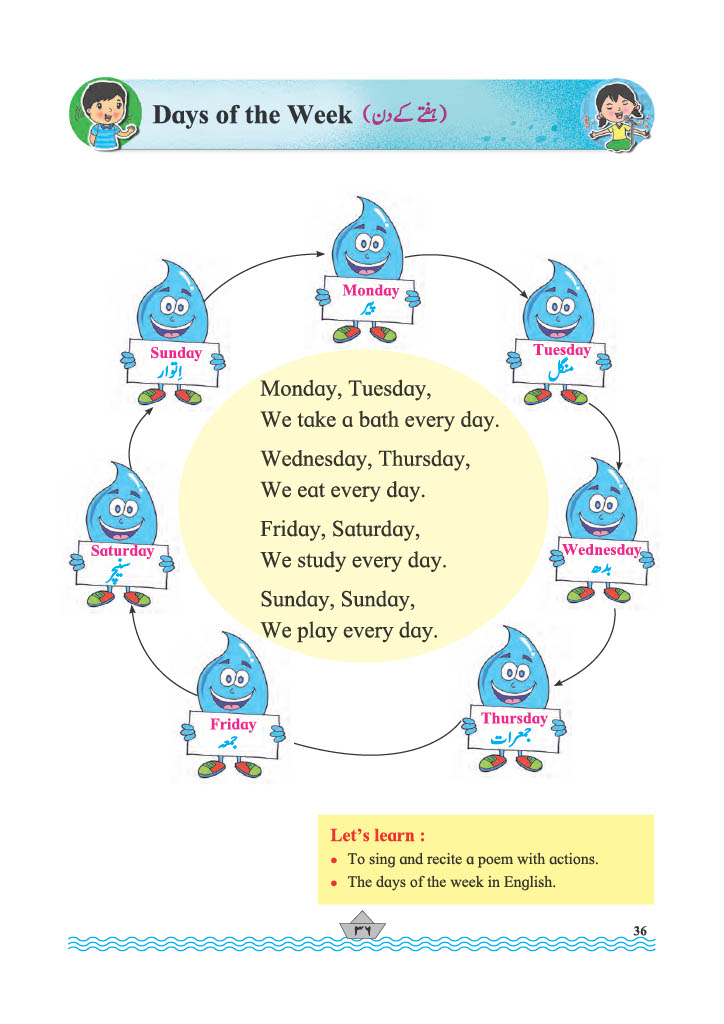 Days of the Week (ہفتے کے دن)
Monday
پیر
Tuesday
منگل
Wednesday
بدھ
Thursday
جمعرات
Friday
جمعہ
Saturday
سنیچر
Sunday
اِتوار
Monday, Tuesday,
We take a bath every day.
Wednesday, Thursday,
We eat every day.
Friday, Saturday,
We study every day.
Sunday, Sunday,
We play every day.
Let's learn :
• To sing and recite a poem with actions.
• The days of the week in English.
۳۶
36